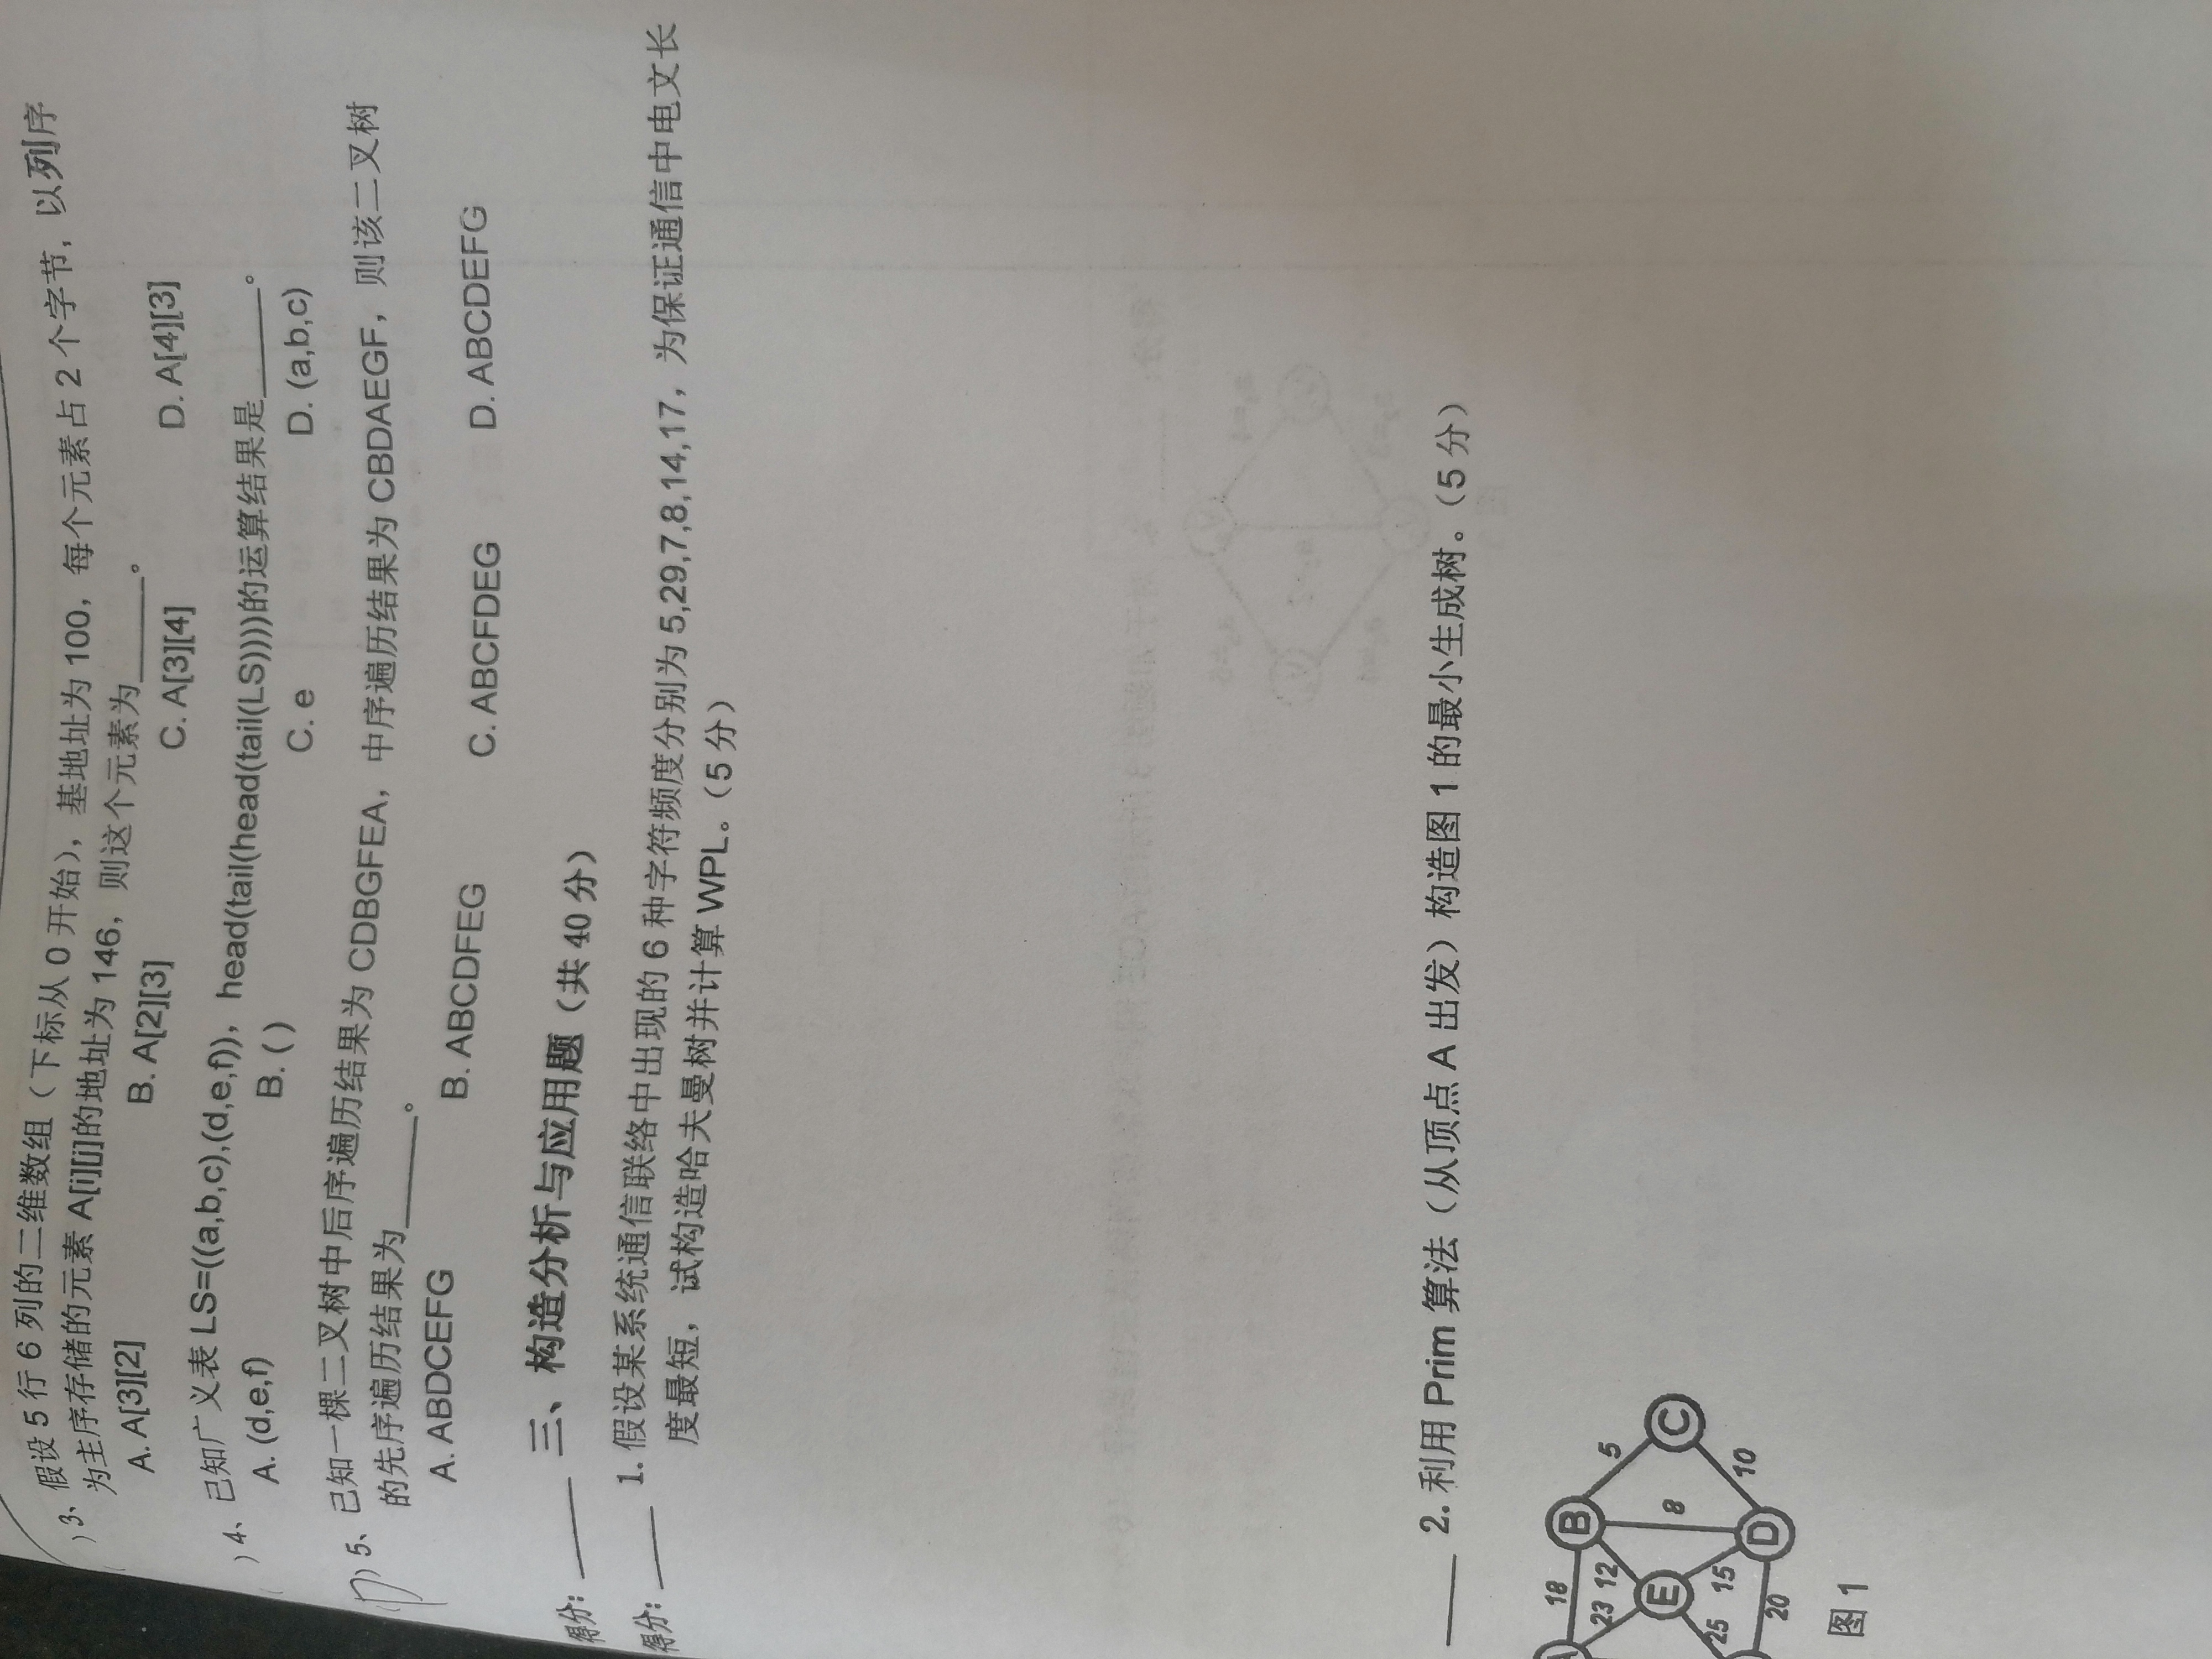 )3、假设 5 行 6 列的二维数组（下标从 0 开始），基地址为 100，每个元素占 2 个字节，以列序
为主序存储的元素 A[i][j]的地址为 146，则这个元素为______。
A. A[3][2] B. A[2][3] C. A[3][4] D. A[4][3]
)4、已知广义表 LS=((a,b,c),(d,e,f))，head(tail(head(tail(LS))))的运算结果是______。
A. (d,e,f) B. ( ) C. e D. (a,b,c)
(D)5、已知一棵二叉树中后序遍历结果为 CDBGFEA，中序遍历结果为 CBDAEGF，则该二叉树
的先序遍历结果为______。
A. ABDCEFG B. ABCDFEG C. ABCFDEG D. ABCDEFG
得分：____ 三、构造分析与应用题（共 40 分）
得分：____ 1. 假设某系统通信联络中出现的 6 种字符频度分别为 5,29,7,8,14,17，为保证通信中电文长
度最短，试构造哈夫曼树并计算 WPL。（5 分）
____ 2. 利用 Prim 算法（从顶点 A 出发）构造图 1 的最小生成树。（5 分）
A
18
B
5
C
23
12
8
E
15
10
25
D
20
图 1